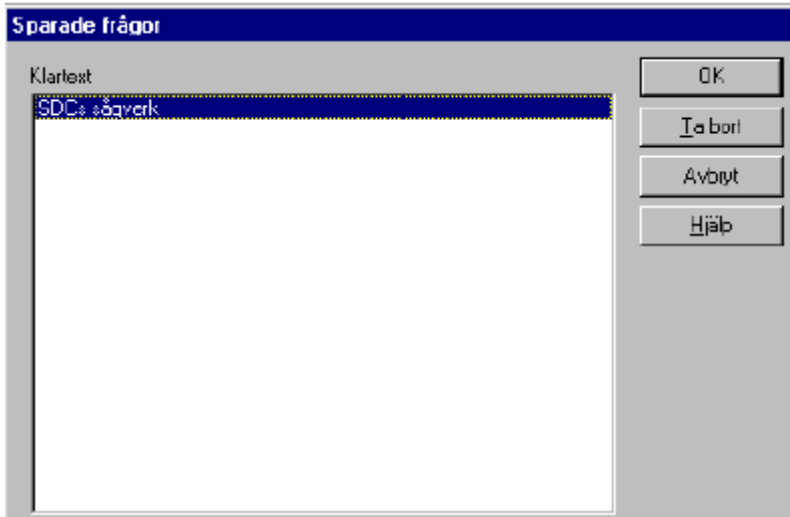 Sparade frågor
Klartext
SDCs sågverk
OK
Ta bort
Avbryt
Hjälp